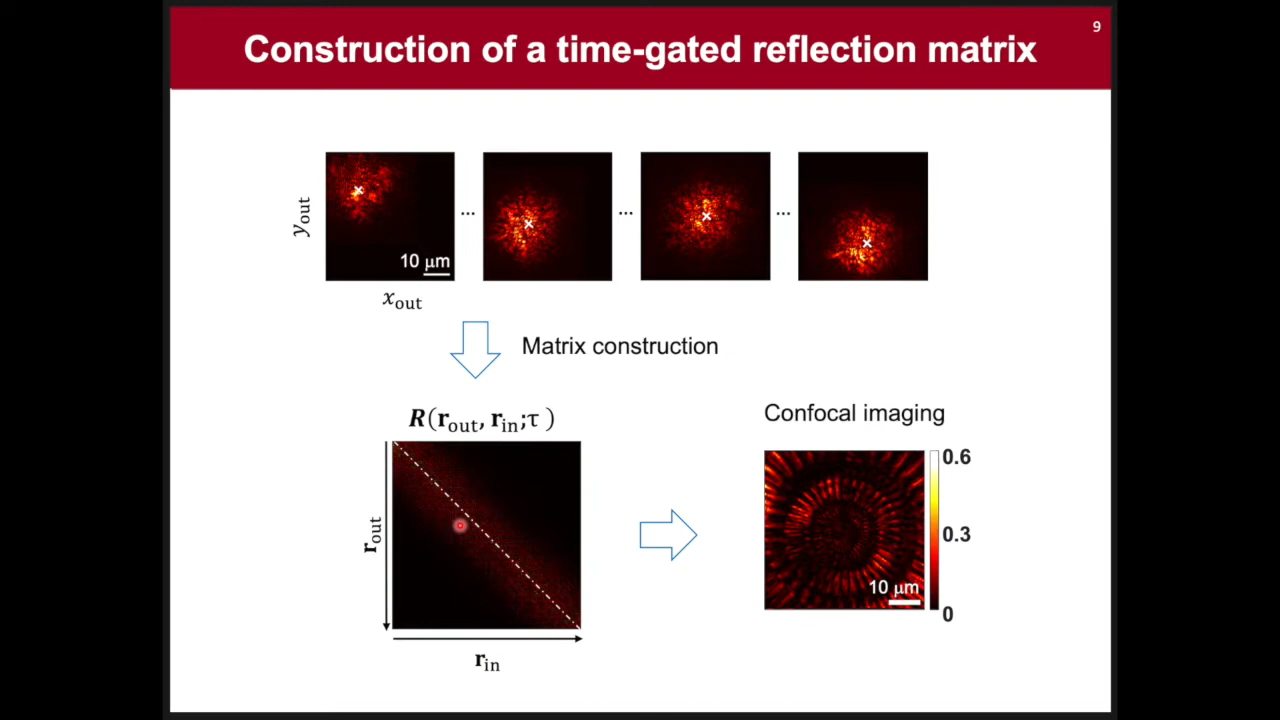 9
Construction of a time-gated reflection matrix
y_out
10 μm
... ... ...
x_out
Matrix construction
R(r_out, r_in;τ )
Confocal imaging
r_out
r_in
0.6
0.3
0
10 μm